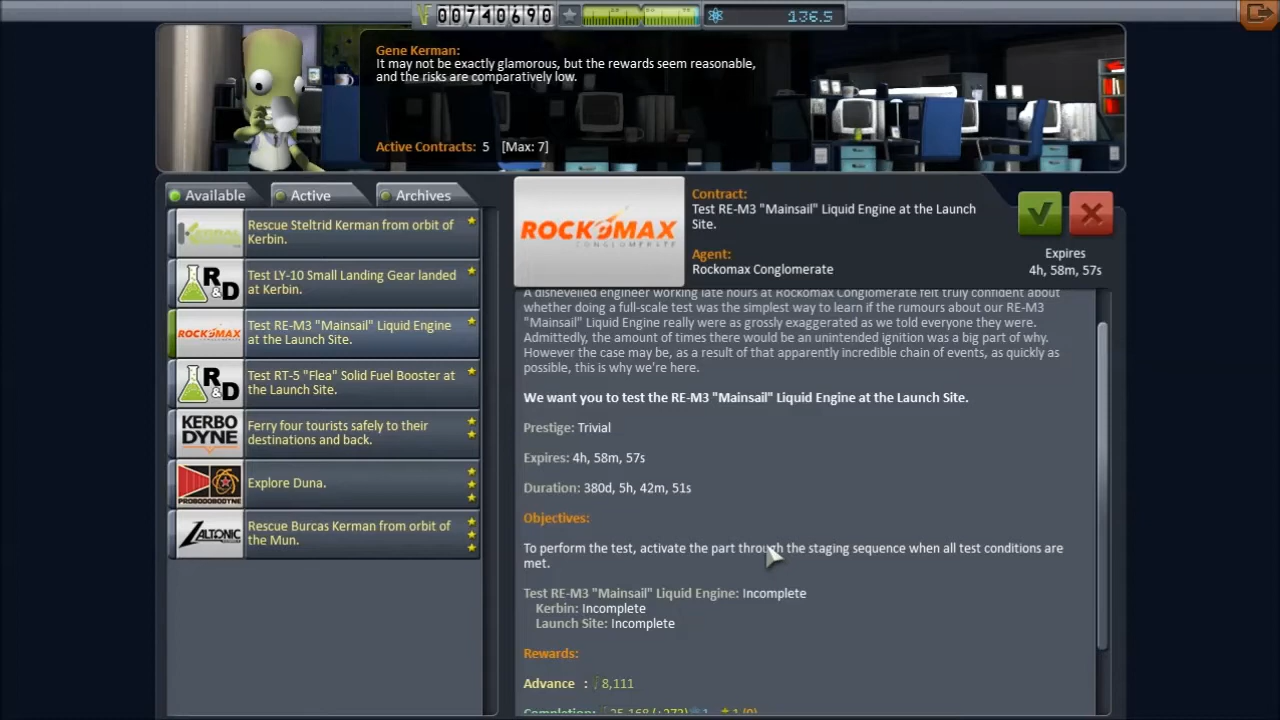 00740690
136.5
Gene Kerman:
It may not be exactly glamorous, but the rewards seem reasonable,
and the risks are comparatively low.
Active Contracts: 5 [Max: 7]
Available
Active
Archives
Rescue Steltrid Kerman from orbit of
Kerbin.
R&D
Test LY-10 Small Landing Gear landed
at Kerbin.
ROCKOMAX
Test RE-M3 "Mainsail" Liquid Engine
at the Launch Site.
R&D
Test RT-5 "Flea" Solid Fuel Booster at
the Launch Site.
KERBO
DYNE
Ferry four tourists safely to their
destinations and back.
PROBODOBODYNE
Explore Duna.
ZALTONIC
Rescue Burcas Kerman from orbit of
the Mun.
ROCKOMAX
CONGLOMERATE
Contract:
Test RE-M3 "Mainsail" Liquid Engine at the Launch
Site.
Agent:
Rockomax Conglomerate
Expires
4h, 58m, 57s
A dishevelled engineer working late hours at Rockomax Conglomerate felt truly confident about
whether doing a full-scale test was the simplest way to learn if the rumours about our RE-M3
"Mainsail" Liquid Engine really were as grossly exaggerated as we told everyone they were.
Admittedly, the amount of times there would be an unintended ignition was a big part of why.
However the case may be, as a result of that apparently incredible chain of events, as quickly as
possible, this is why we're here.
We want you to test the RE-M3 "Mainsail" Liquid Engine at the Launch Site.
Prestige: Trivial
Expires: 4h, 58m, 57s
Duration: 380d, 5h, 42m, 51s
Objectives:
To perform the test, activate the part through the staging sequence when all test conditions are
met.
Test RE-M3 "Mainsail" Liquid Engine: Incomplete
Kerbin: Incomplete
Launch Site: Incomplete
Rewards:
Advance : 8,111
Completion: